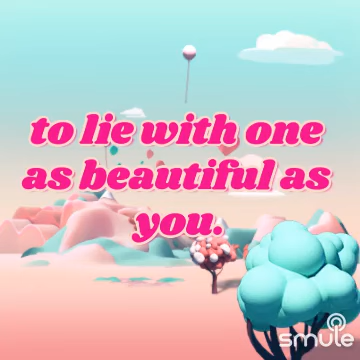 to lie with one
as beautiful as
you.
smule